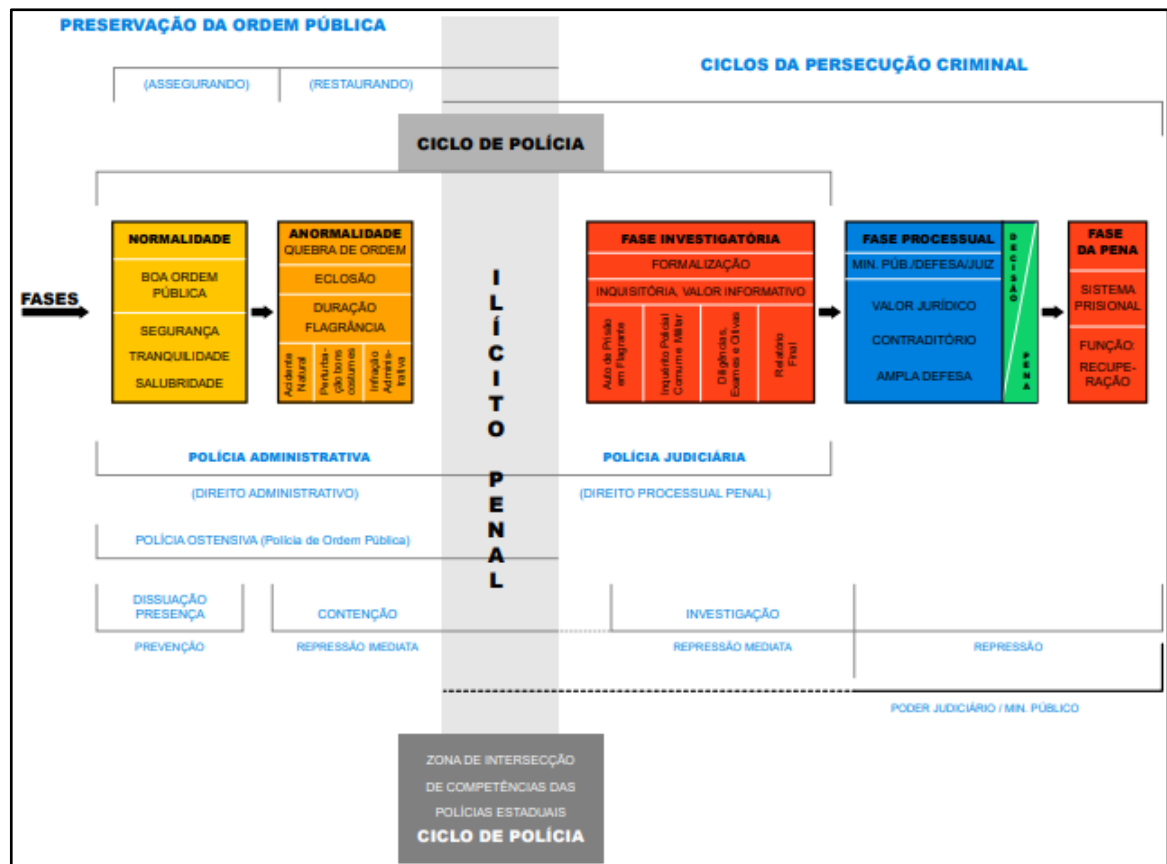 PRESERVAÇÃO DA ORDEM PÚBLICA
CICLOS DA PERSECUÇÃO CRIMINAL
(ASSEGURANDO)
(RESTAURANDO)
CICLO DE POLÍCIA
FASES
NORMALIDADE
BOA ORDEM
PÚBLICA
SEGURANÇA
TRANQUILIDADE
SALUBRIDADE
ANORMALIDADE
QUEBRA DE ORDEM
ECLOSÃO
DURAÇÃO
FLAGRÂNCIA
Acidente
Natural
Perturba-
ção bons
costumes
Infração
Adminis-
trativa
ILÍCITO PENAL
FASE INVESTIGATÓRIA
FORMALIZAÇÃO
INQUISITÓRIA, VALOR INFORMATIVO
Auto de Prisão
em Flagrante
Inquérito Policial
Comum e Militar
Diligências,
Exames e Oitivas
Relatório
Final
FASE PROCESSUAL
MIN. PÚB./DEFESA/JUIZ
VALOR JURÍDICO
CONTRADITÓRIO
AMPLA DEFESA
DECISÃO
PENA
FASE
DA PENA
SISTEMA
PRISIONAL
FUNÇÃO:
RECUPE-
RAÇÃO
POLÍCIA ADMINISTRATIVA
(DIREITO ADMINISTRATIVO)
POLÍCIA JUDICIÁRIA
(DIREITO PROCESSUAL PENAL)
POLÍCIA OSTENSIVA (Polícia de Ordem Pública)
DISSUAÇÃO
PRESENÇA
CONTENÇÃO
INVESTIGAÇÃO
PREVENÇÃO
REPRESSÃO IMEDIATA
REPRESSÃO MEDIATA
REPRESSÃO
PODER JUDICIÁRIO / MIN. PÚBLICO
ZONA DE INTERSECÇÃO
DE COMPETÊNCIAS DAS
POLÍCIAS ESTADUAIS
CICLO DE POLÍCIA